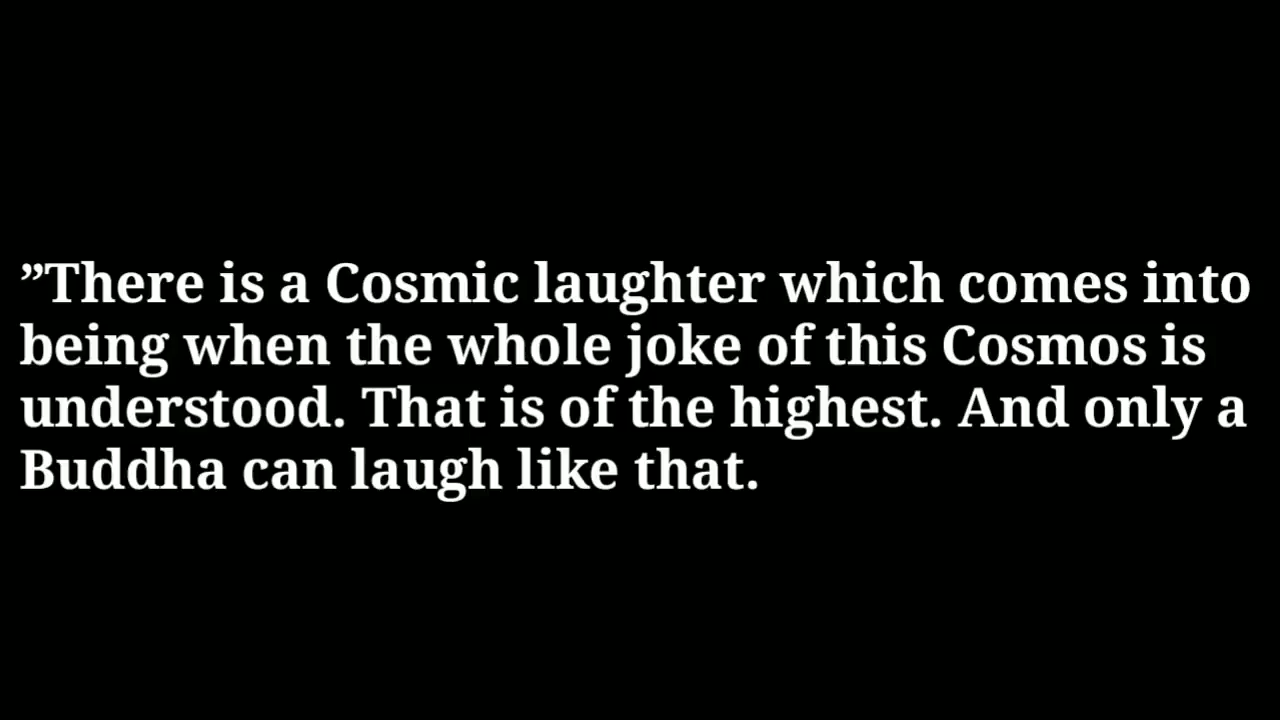 ”There is a Cosmic laughter which comes into
being when the whole joke of this Cosmos is
understood. That is of the highest. And only a
Buddha can laugh like that.